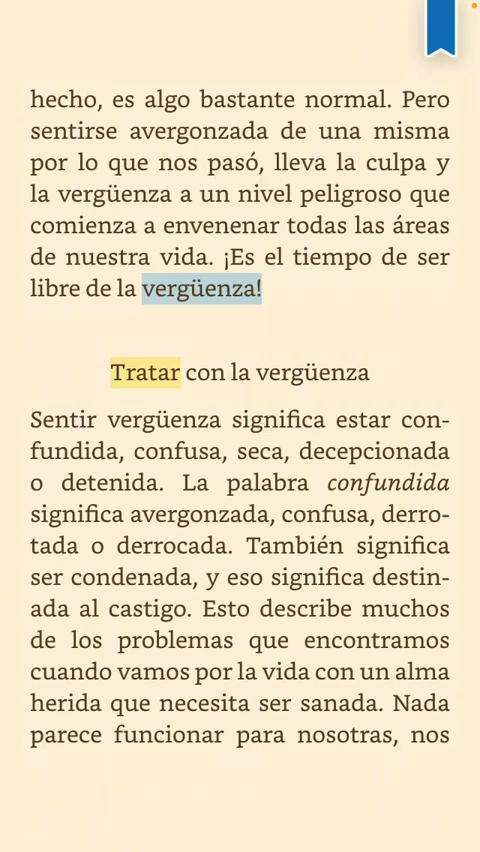 hecho, es algo bastante normal. Pero
sentirse avergonzada de una misma
por lo que nos pasó, lleva la culpa y
la vergüenza a un nivel peligroso que
comienza a envenenar todas las áreas
de nuestra vida. ¡Es el tiempo de ser
libre de la vergüenza!
Tratar con la vergüenza
Sentir vergüenza significa estar con-
fundida, confusa, seca, decepcionada
o detenida. La palabra confundida
significa avergonzada, confusa, derro-
tada o derrocada. También significa
ser condenada, y eso significa destin-
ada al castigo. Esto describe muchos
de los problemas que encontramos
cuando vamos por la vida con un alma
herida que necesita ser sanada. Nada
parece funcionar para nosotras, nos